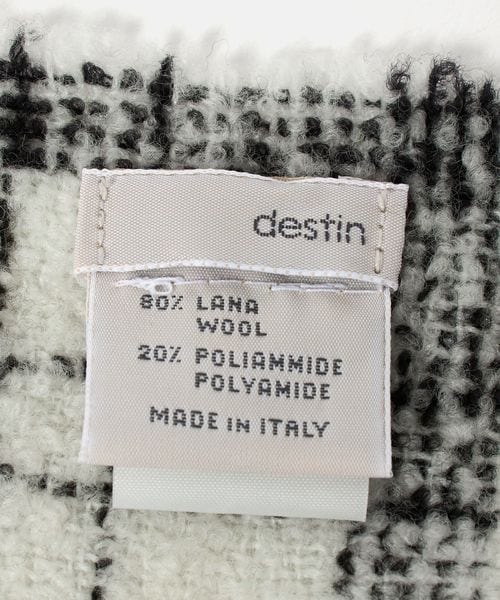 destin
80% LANA
WOOL
20% POLIAMMIDE
POLYAMIDE
MADE IN ITALY